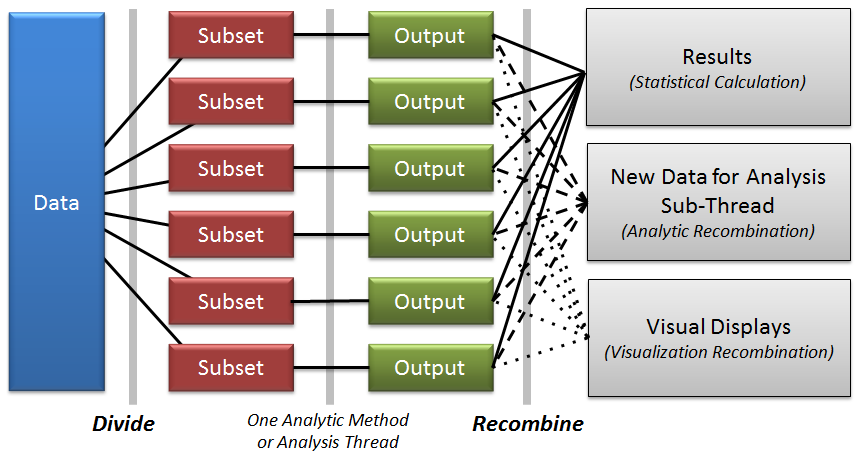 Data
Subset
Subset
Subset
Subset
Subset
Subset
Output
Output
Output
Output
Output
Output
Results
(Statistical Calculation)
New Data for Analysis
Sub-Thread
(Analytic Recombination)
Visual Displays
(Visualization Recombination)
Divide
One Analytic Method
or Analysis Thread
Recombine